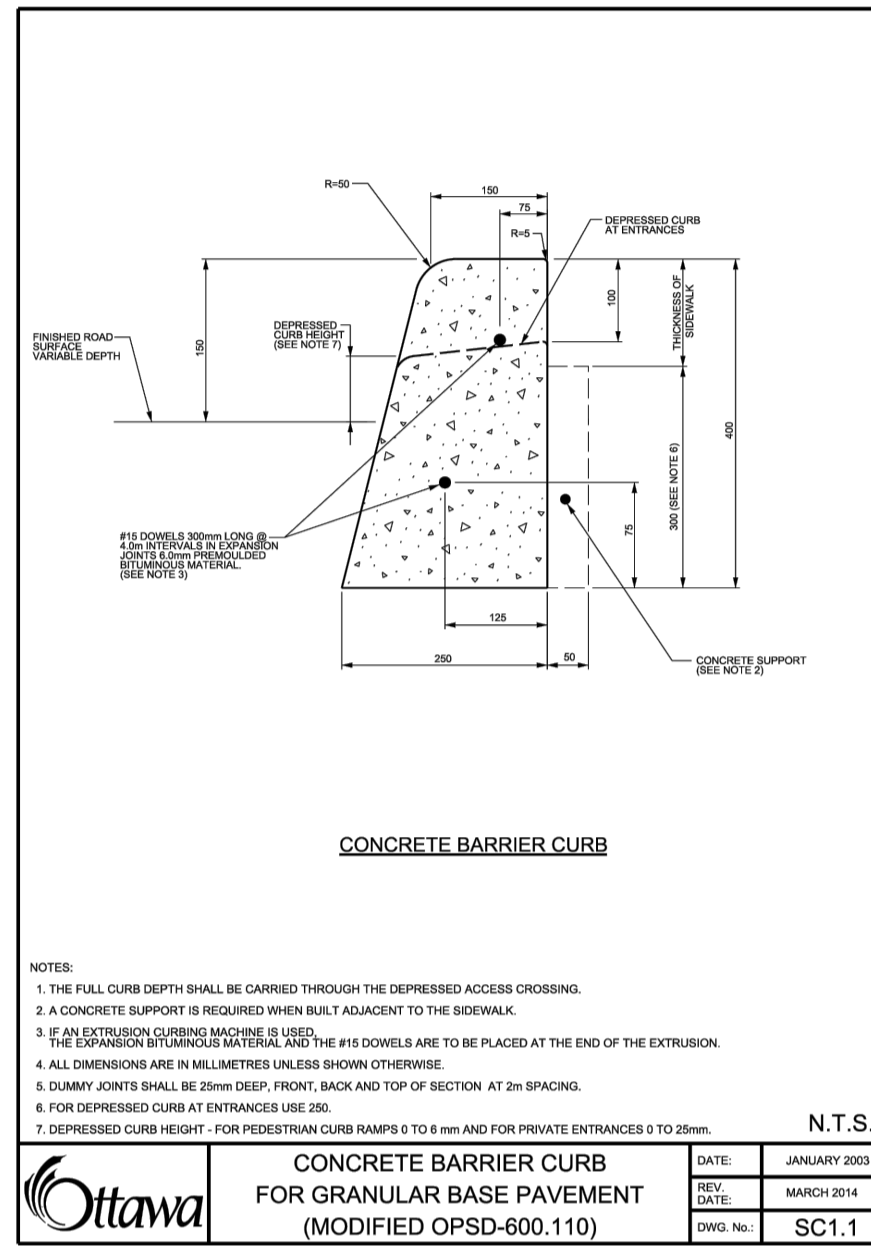 R=50
150
75
R=5
DEPRESSED CURB
AT ENTRANCES
100
THICKNESS OF
SIDEWALK
150
400
FINISHED ROAD
SURFACE
VARIABLE DEPTH
DEPRESSED
CURB HEIGHT
(SEE NOTE 7)
300 (SEE NOTE 6)
75
#15 DOWELS 300mm LONG @
4.0m INTERVALS IN EXPANSION
JOINTS 6.0mm PREMOULDED
BITUMINOUS MATERIAL.
(SEE NOTE 3)
125
250
50
CONCRETE SUPPORT
(SEE NOTE 2)
CONCRETE BARRIER CURB
NOTES:
1. THE FULL CURB DEPTH SHALL BE CARRIED THROUGH THE DEPRESSED ACCESS CROSSING.
2. A CONCRETE SUPPORT IS REQUIRED WHEN BUILT ADJACENT TO THE SIDEWALK.
3. IF AN EXTRUSION CURBING MACHINE IS USED,
THE EXPANSION BITUMINOUS MATERIAL AND THE #15 DOWELS ARE TO BE PLACED AT THE END OF THE EXTRUSION.
4. ALL DIMENSIONS ARE IN MILLIMETRES UNLESS SHOWN OTHERWISE.
5. DUMMY JOINTS SHALL BE 25mm DEEP, FRONT, BACK AND TOP OF SECTION AT 2m SPACING.
6. FOR DEPRESSED CURB AT ENTRANCES USE 250.
7. DEPRESSED CURB HEIGHT - FOR PEDESTRIAN CURB RAMPS 0 TO 6 mm AND FOR PRIVATE ENTRANCES 0 TO 25mm.
N.T.S.
Ottawa
CONCRETE BARRIER CURB
FOR GRANULAR BASE PAVEMENT
(MODIFIED OPSD-600.110)
DATE: JANUARY 2003
REV. DATE: MARCH 2014
DWG. No.: SC1.1